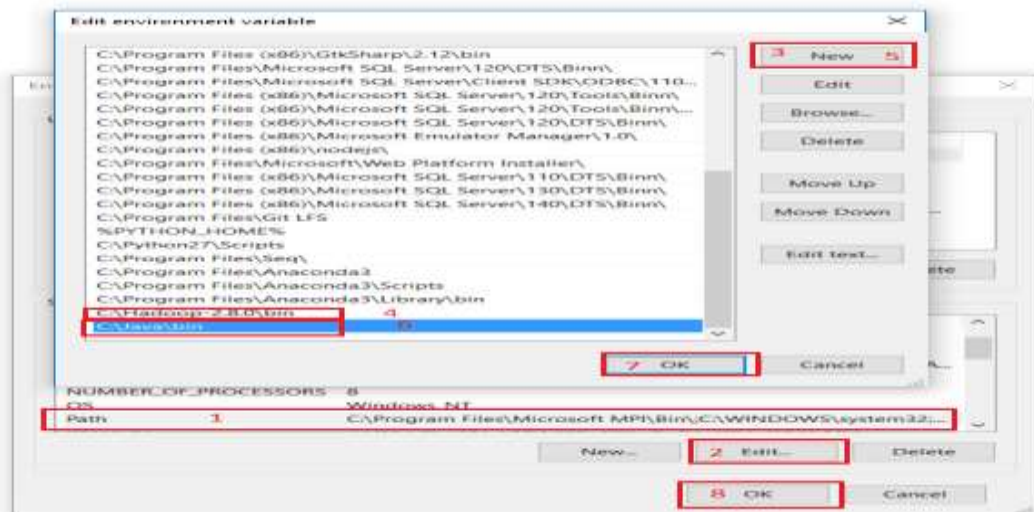 Edit environment variable
C:\Program Files (x86)\GtkSharp\2.12\bin
C:\Program Files\Microsoft SQL Server\120\DTS\Binn\
C:\Program Files\Microsoft SQL Server\Client SDK\ODBC\110...
C:\Program Files (x86)\Microsoft SQL Server\120\Tools\Binn\
C:\Program Files\Microsoft SQL Server\120\Tools\Binn\...
C:\Program Files (x86)\Microsoft SQL Server\120\DTS\Binn\
C:\Program Files (x86)\Microsoft Emulator Manager\1.0\
C:\Program Files (x86)\nodejs\
C:\Program Files\Microsoft\Web Platform Installer\
C:\Program Files (x86)\Microsoft SQL Server\110\DTS\Binn\
C:\Program Files (x86)\Microsoft SQL Server\130\DTS\Binn\
C:\Program Files (x86)\Microsoft SQL Server\140\DTS\Binn\
C:\Program Files\Git LFS
%PYTHON_HOME%
C:\Python27\Scripts
C:\Program Files\Seq\
C:\Program Files\Anaconda3
C:\Program Files\Anaconda3\Scripts
C:\Program Files\Anaconda3\Library\bin
C:\Hadoop-2.8.0\bin 4
C:\Java\bin 6
3 New 5
Edit
Browse...
Delete
Move Up
Move Down
Edit text...
7 OK
Cancel
NUMBER_OF_PROCESSORS 8
OS Windows_NT
Path 1 C:\Program Files\Microsoft MPI\Bin\;C:\WINDOWS\system32;...
New...
2 Edit...
Delete
8 OK
Cancel